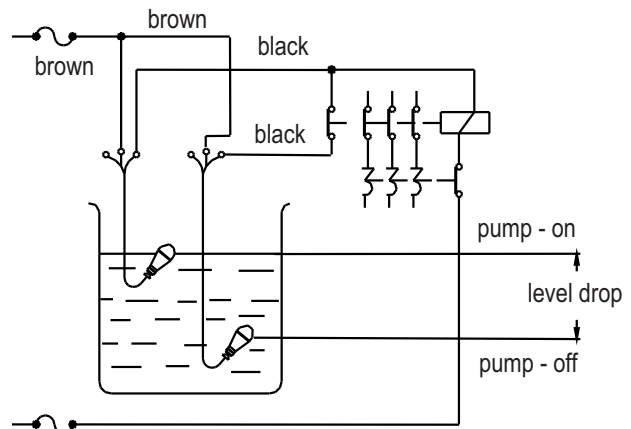 brown
brown
black
black
pump - on
level drop
pump - off